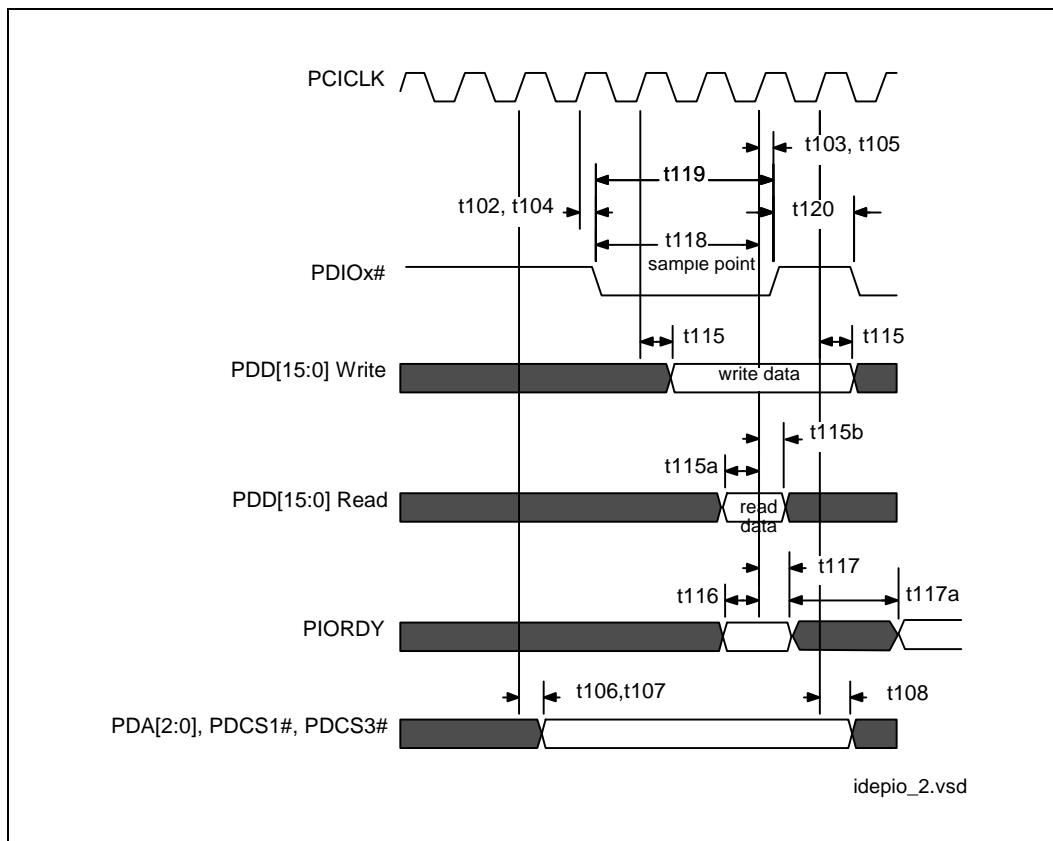 PCICLK
t103, t105
t119
t102, t104
t120
t118
sample point
PDIOx#
t115
t115
PDD[15:0] Write
write data
t115b
t115a
PDD[15:0] Read
read
data
t117
t116
t117a
PIORDY
t106,t107
t108
PDA[2:0], PDCS1#, PDCS3#
idepio_2.vsd